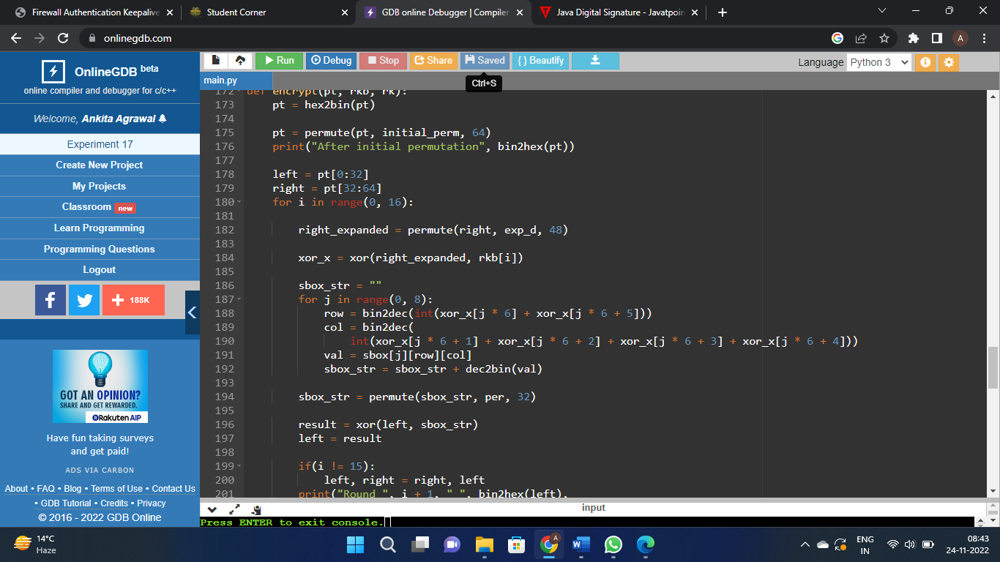 Firewall Authentication Keepalive
Student Corner
GDB online Debugger | Compiler
Java Digital Signature - Javatpoin
onlinegdb.com
A
OnlineGDB beta
online compiler and debugger for c/c++
Welcome, Ankita Agrawal
Experiment 17
Create New Project
My Projects
Classroom new
Learn Programming
Programming Questions
Logout
188K
GOT AN OPINION?
SHARE AND GET REWARDED.
Rakuten AIP
Have fun taking surveys
and get paid!
ADS VIA CARBON
About • FAQ • Blog • Terms of Use • Contact Us
• GDB Tutorial • Credits • Privacy
© 2016 - 2022 GDB Online
Run Debug Stop Share Saved { } Beautify
Language Python 3
main.py
Ctrl+S
172 def encrypt(pt, rkb, rk):
173 pt = hex2bin(pt)
174
175 pt = permute(pt, initial_perm, 64)
176 print("After initial permutation", bin2hex(pt))
177
178 left = pt[0:32]
179 right = pt[32:64]
180 for i in range(0, 16):
181
182 right_expanded = permute(right, exp_d, 48)
183
184 xor_x = xor(right_expanded, rkb[i])
185
186 sbox_str = ""
187 for j in range(0, 8):
188 row = bin2dec(int(xor_x[j * 6] + xor_x[j * 6 + 5]))
189 col = bin2dec(
190 int(xor_x[j * 6 + 1] + xor_x[j * 6 + 2] + xor_x[j * 6 + 3] + xor_x[j * 6 + 4]))
191 val = sbox[j][row][col]
192 sbox_str = sbox_str + dec2bin(val)
193
194 sbox_str = permute(sbox_str, per, 32)
195
196 result = xor(left, sbox_str)
197 left = result
198
199 if(i != 15):
200 left, right = right, left
201 print("Round ", i + 1, " ", bin2hex(left),
input
Press ENTER to exit console.
14°C
Haze
A
ENG
IN
08:43
24-11-2022